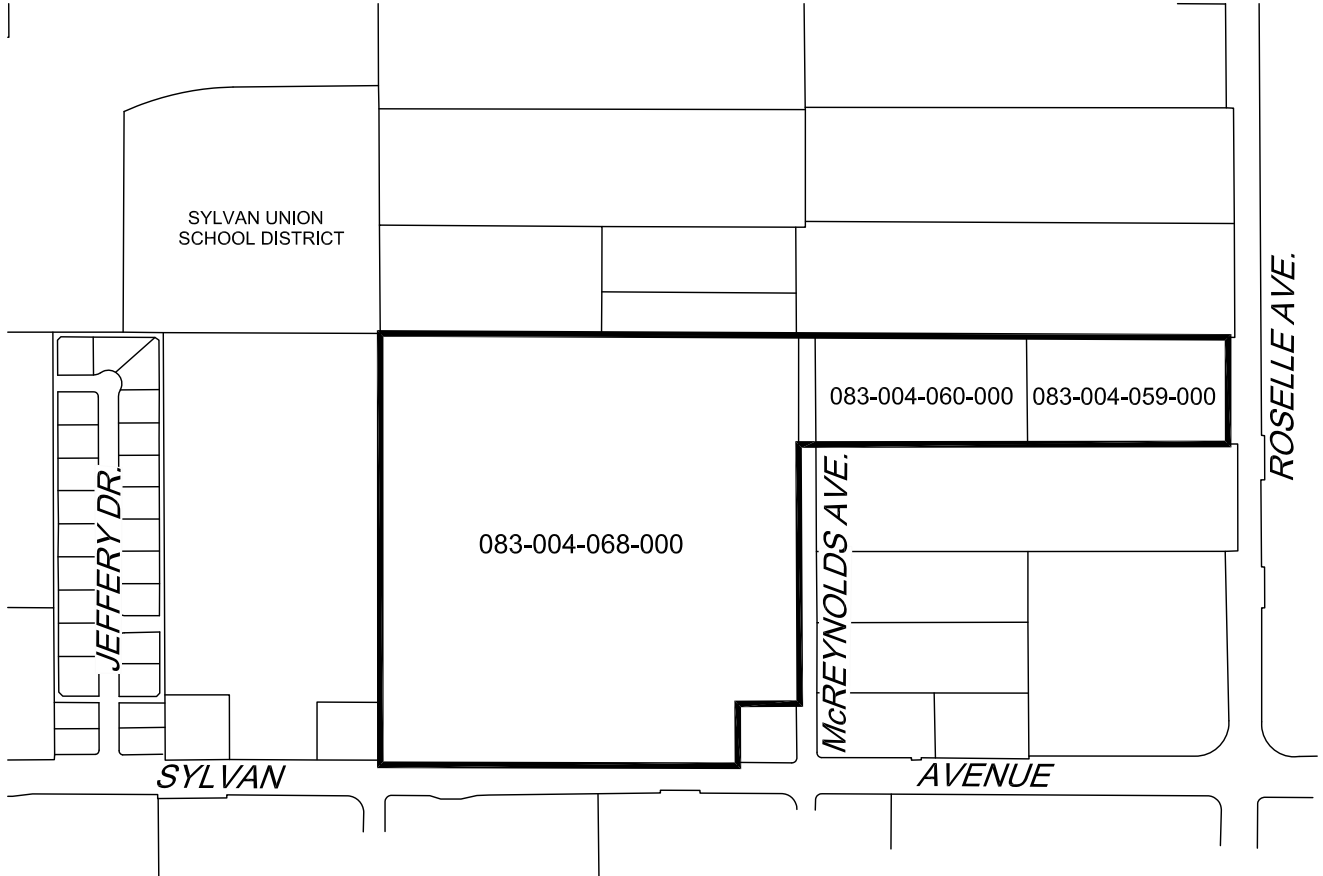 SYLVAN UNION
SCHOOL DISTRICT
083-004-060-000
083-004-059-000
ROSELLE AVE.
JEFFERY DR.
083-004-068-000
McREYNOLDS AVE.
SYLVAN
AVENUE